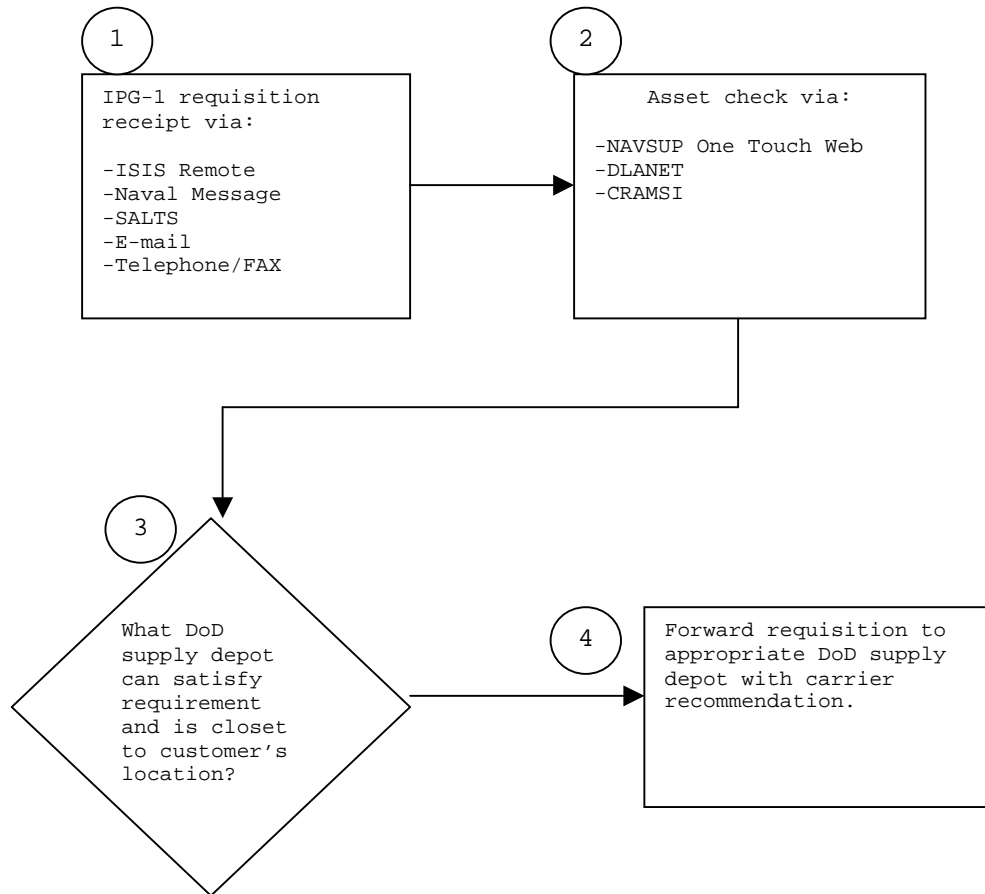 1
IPG-1 requisition
receipt via:
-ISIS Remote
-Naval Message
-SALTS
-E-mail
-Telephone/FAX
2
Asset check via:
-NAVSUP One Touch Web
-DLANET
-CRAMSI
3
What DoD
supply depot
can satisfy
requirement
and is closet
to customer's
location?
4
Forward requisition to
appropriate DoD supply
depot with carrier
recommendation.